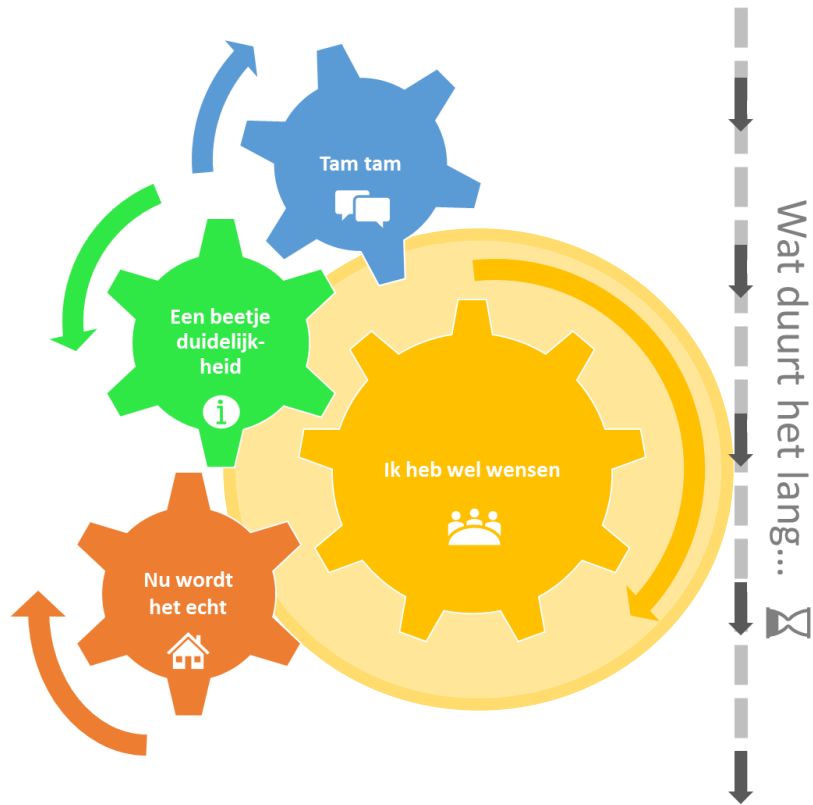 Tam tam
Een beetje
duidelijk-
heid
i
Ik heb wel wensen
Nu wordt
het echt
Wat duurt het lang...